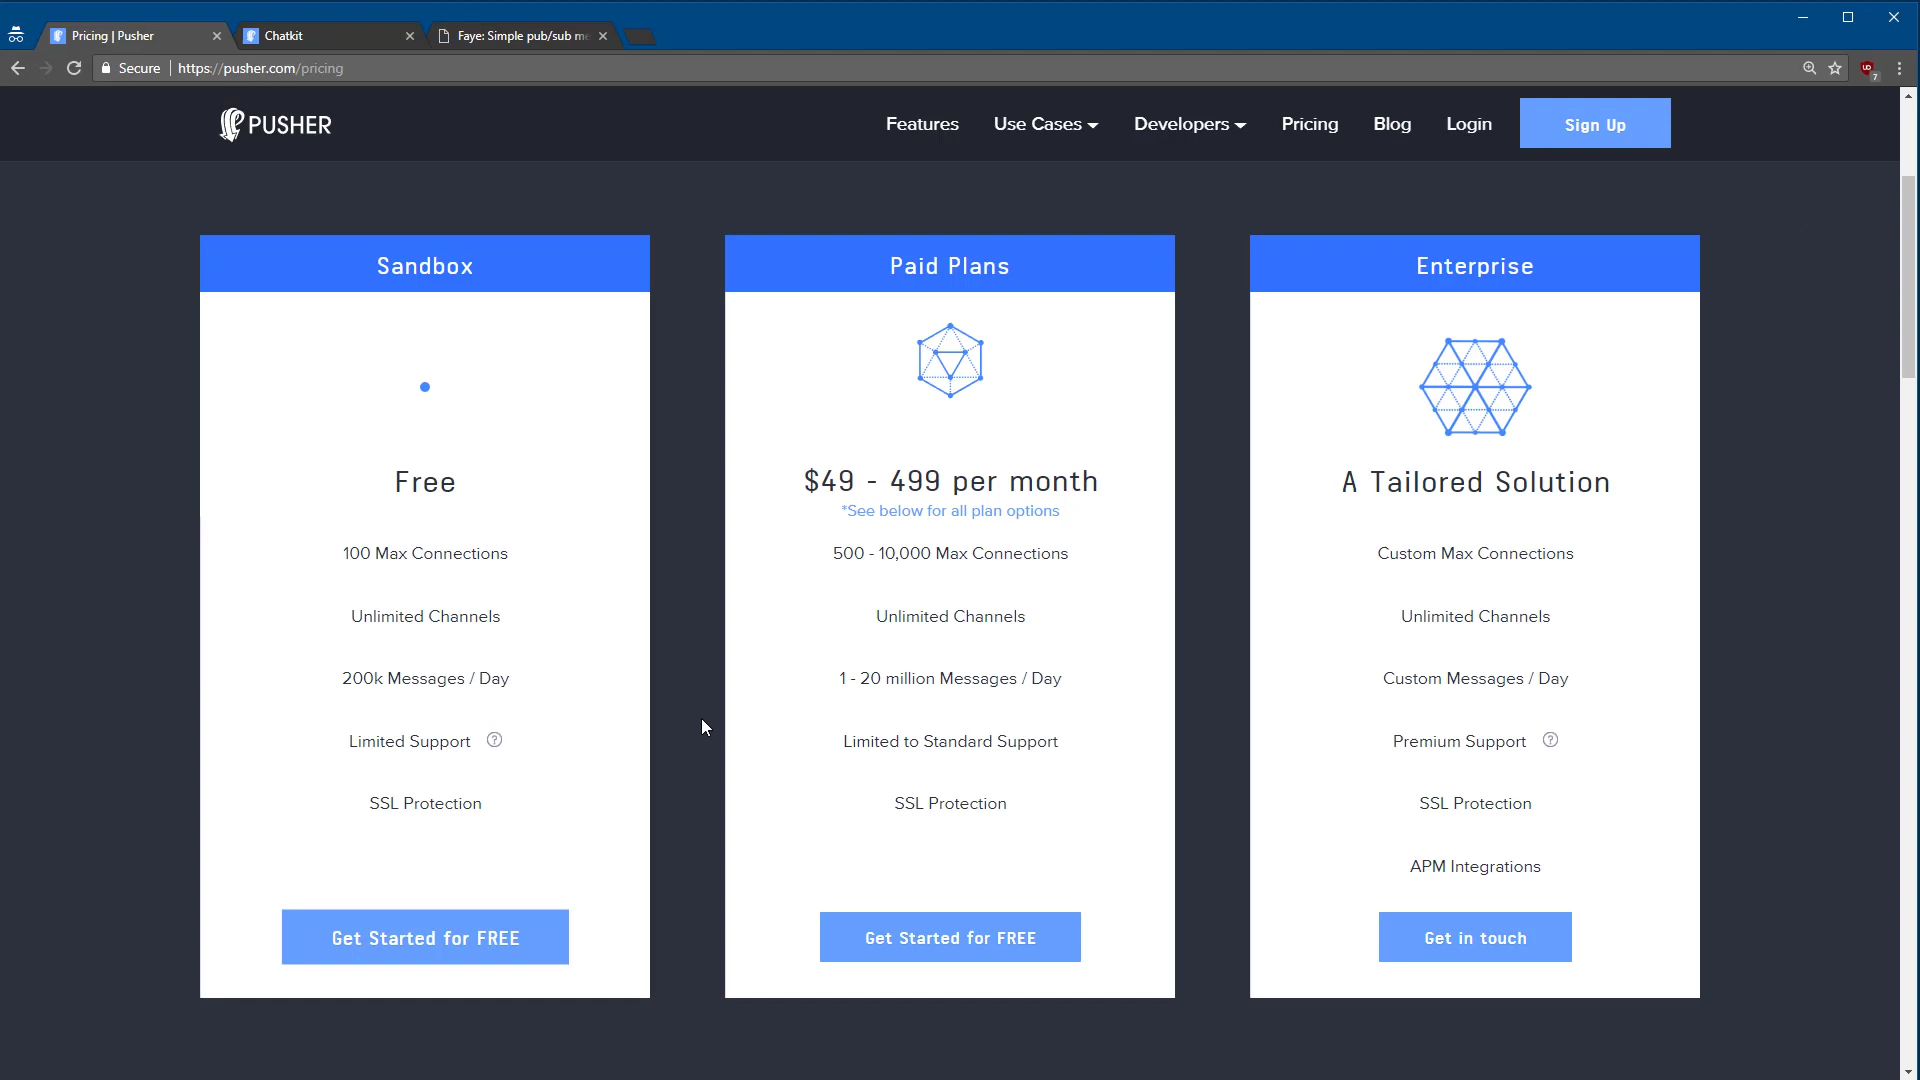 Pricing | Pusher
Chatkit
Faye: Simple pub/sub me
Secure
https://pusher.com/pricing
7
PUSHER
Features
Use Cases
Developers
Pricing
Blog
Login
Sign Up
Sandbox
Free
100 Max Connections
Unlimited Channels
200k Messages / Day
Limited Support ?
SSL Protection
Get Started for FREE
Paid Plans
$49 - 499 per month
*See below for all plan options
500 - 10,000 Max Connections
Unlimited Channels
1 - 20 million Messages / Day
Limited to Standard Support
SSL Protection
Get Started for FREE
Enterprise
A Tailored Solution
Custom Max Connections
Unlimited Channels
Custom Messages / Day
Premium Support ?
SSL Protection
APM Integrations
Get in touch